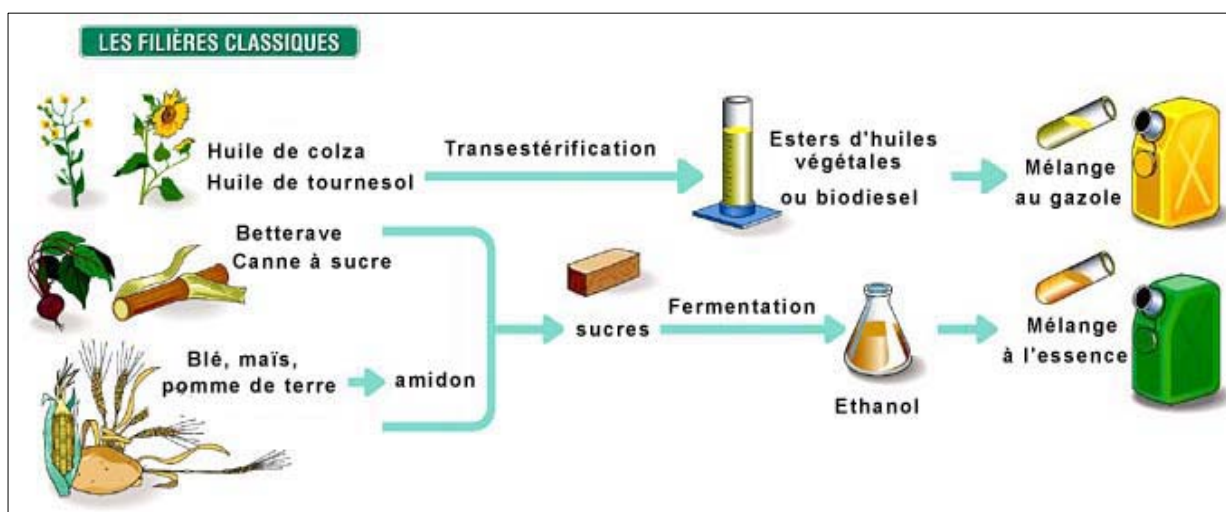 LES FILIÈRES CLASSIQUES
Huile de colza
Huile de tournesol
Transestérification
Esters d'huiles
végétales
ou biodiesel
Mélange
au gazole
Betterave
Canne à sucre
Blé, maïs,
pomme de terre
amidon
sucres
Fermentation
Ethanol
Mélange
à l'essence